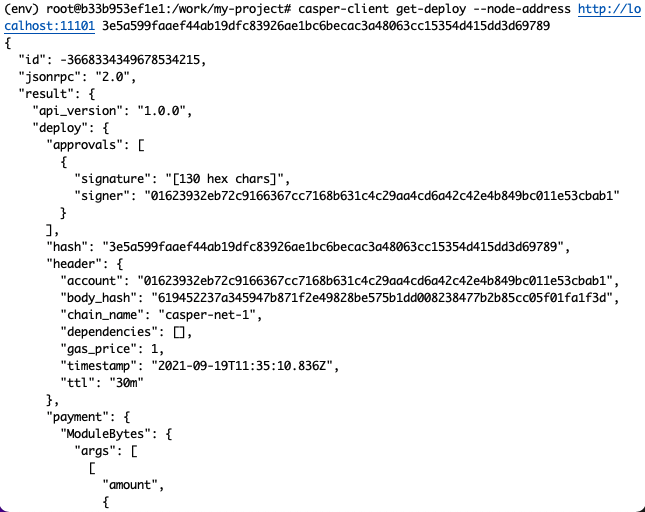 (env) root@b33b953ef1e1:/work/my-project# casper-client get-deploy --node-address http://lo
calhost:11101 3e5a599faaef44ab19dfc83926ae1bc6becac3a48063cc15354d415dd3d69789
{
  "id": -3668334349678534215,
  "jsonrpc": "2.0",
  "result": {
    "api_version": "1.0.0",
    "deploy": {
      "approvals": [
        {
          "signature": "[130 hex chars]",
          "signer": "01623932eb72c9166367cc7168b631c4c29aa4cd6a42c42e4b849bc011e53cbab1"
        }
      ],
      "hash": "3e5a599faaef44ab19dfc83926ae1bc6becac3a48063cc15354d415dd3d69789",
      "header": {
        "account": "01623932eb72c9166367cc7168b631c4c29aa4cd6a42c42e4b849bc011e53cbab1",
        "body_hash": "619452237a345947b871f2e49828be575b1dd008238477b2b85cc05f01fa1f3d",
        "chain_name": "casper-net-1",
        "dependencies": [],
        "gas_price": 1,
        "timestamp": "2021-09-19T11:35:10.836Z",
        "ttl": "30m"
      },
      "payment": {
        "ModuleBytes": {
          "args": [
            [
              "amount",
              {